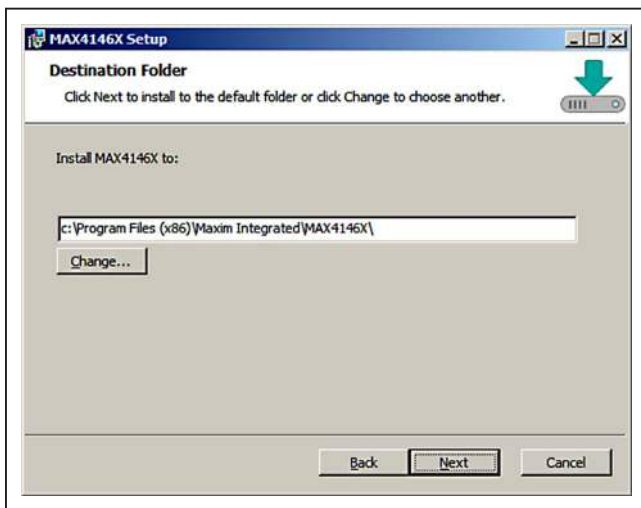 MAX4146X Setup
Destination Folder
Click Next to install to the default folder or click Change to choose another.
Install MAX4146X to:
c:\Program Files (x86)\Maxim Integrated\MAX4146X\
Change...
Back Next Cancel